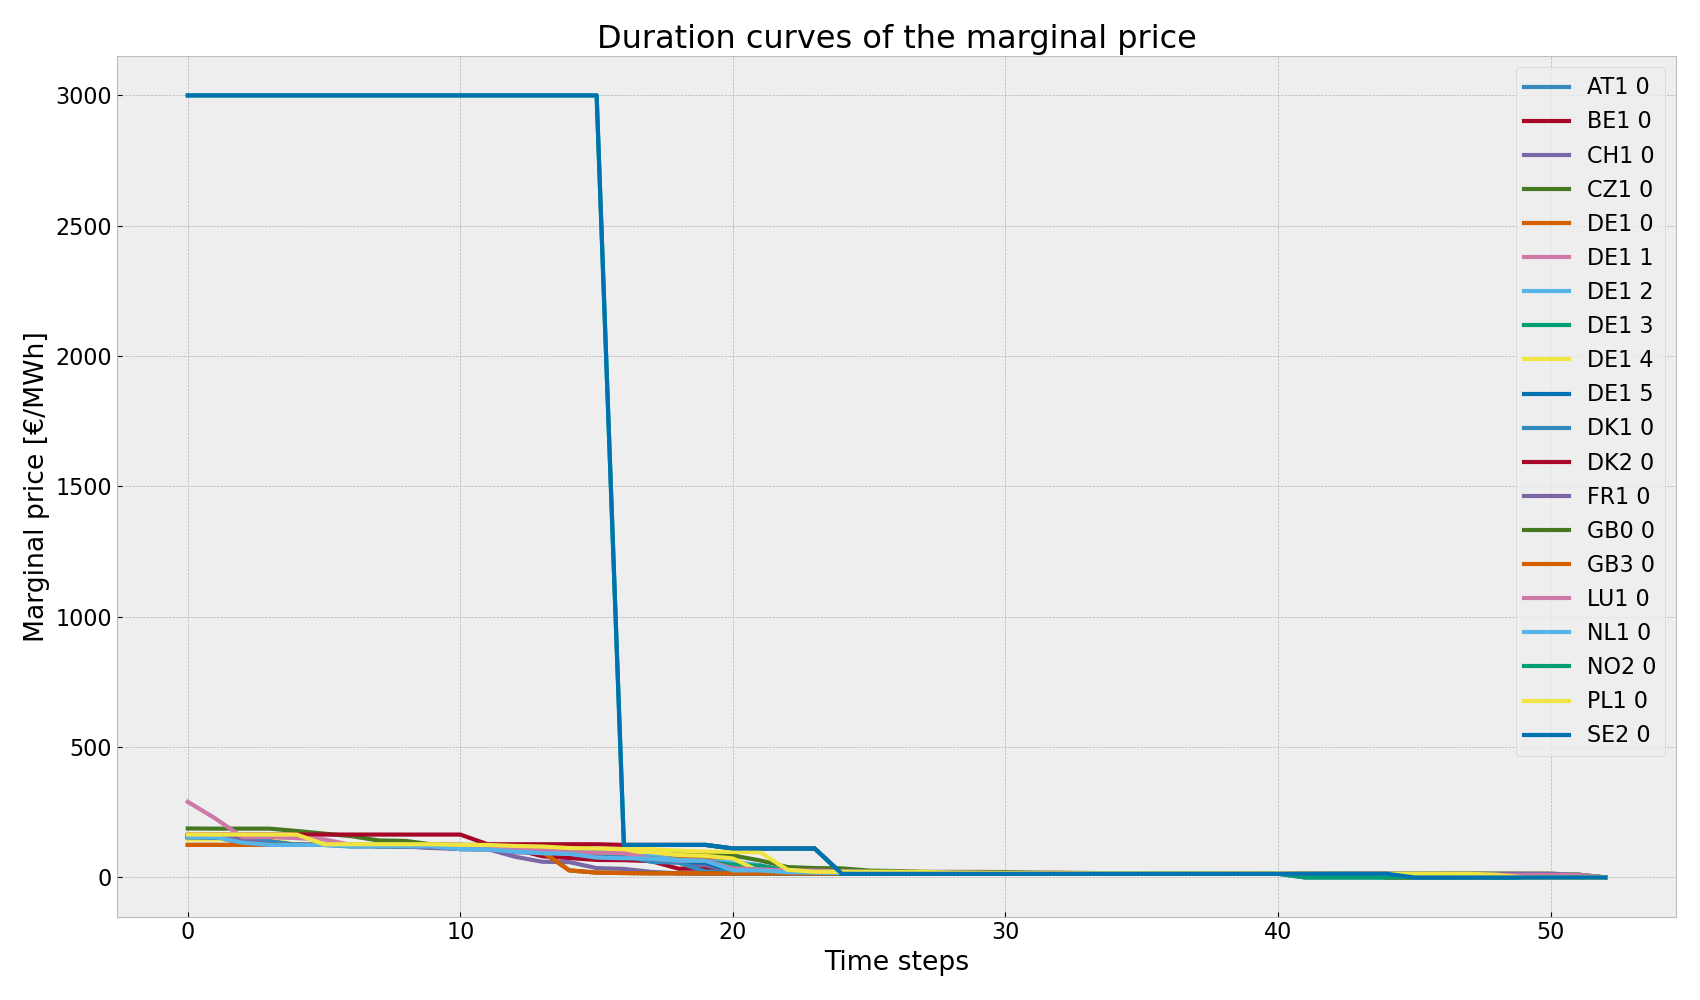 Duration curves of the marginal price
Marginal price [€/MWh]
3000
2500
2000
1500
1000
500
0
0
10
20
30
40
50
Time steps
AT1 0
BE1 0
CH1 0
CZ1 0
DE1 0
DE1 1
DE1 2
DE1 3
DE1 4
DE1 5
DK1 0
DK2 0
FR1 0
GB0 0
GB3 0
LU1 0
NL1 0
NO2 0
PL1 0
SE2 0